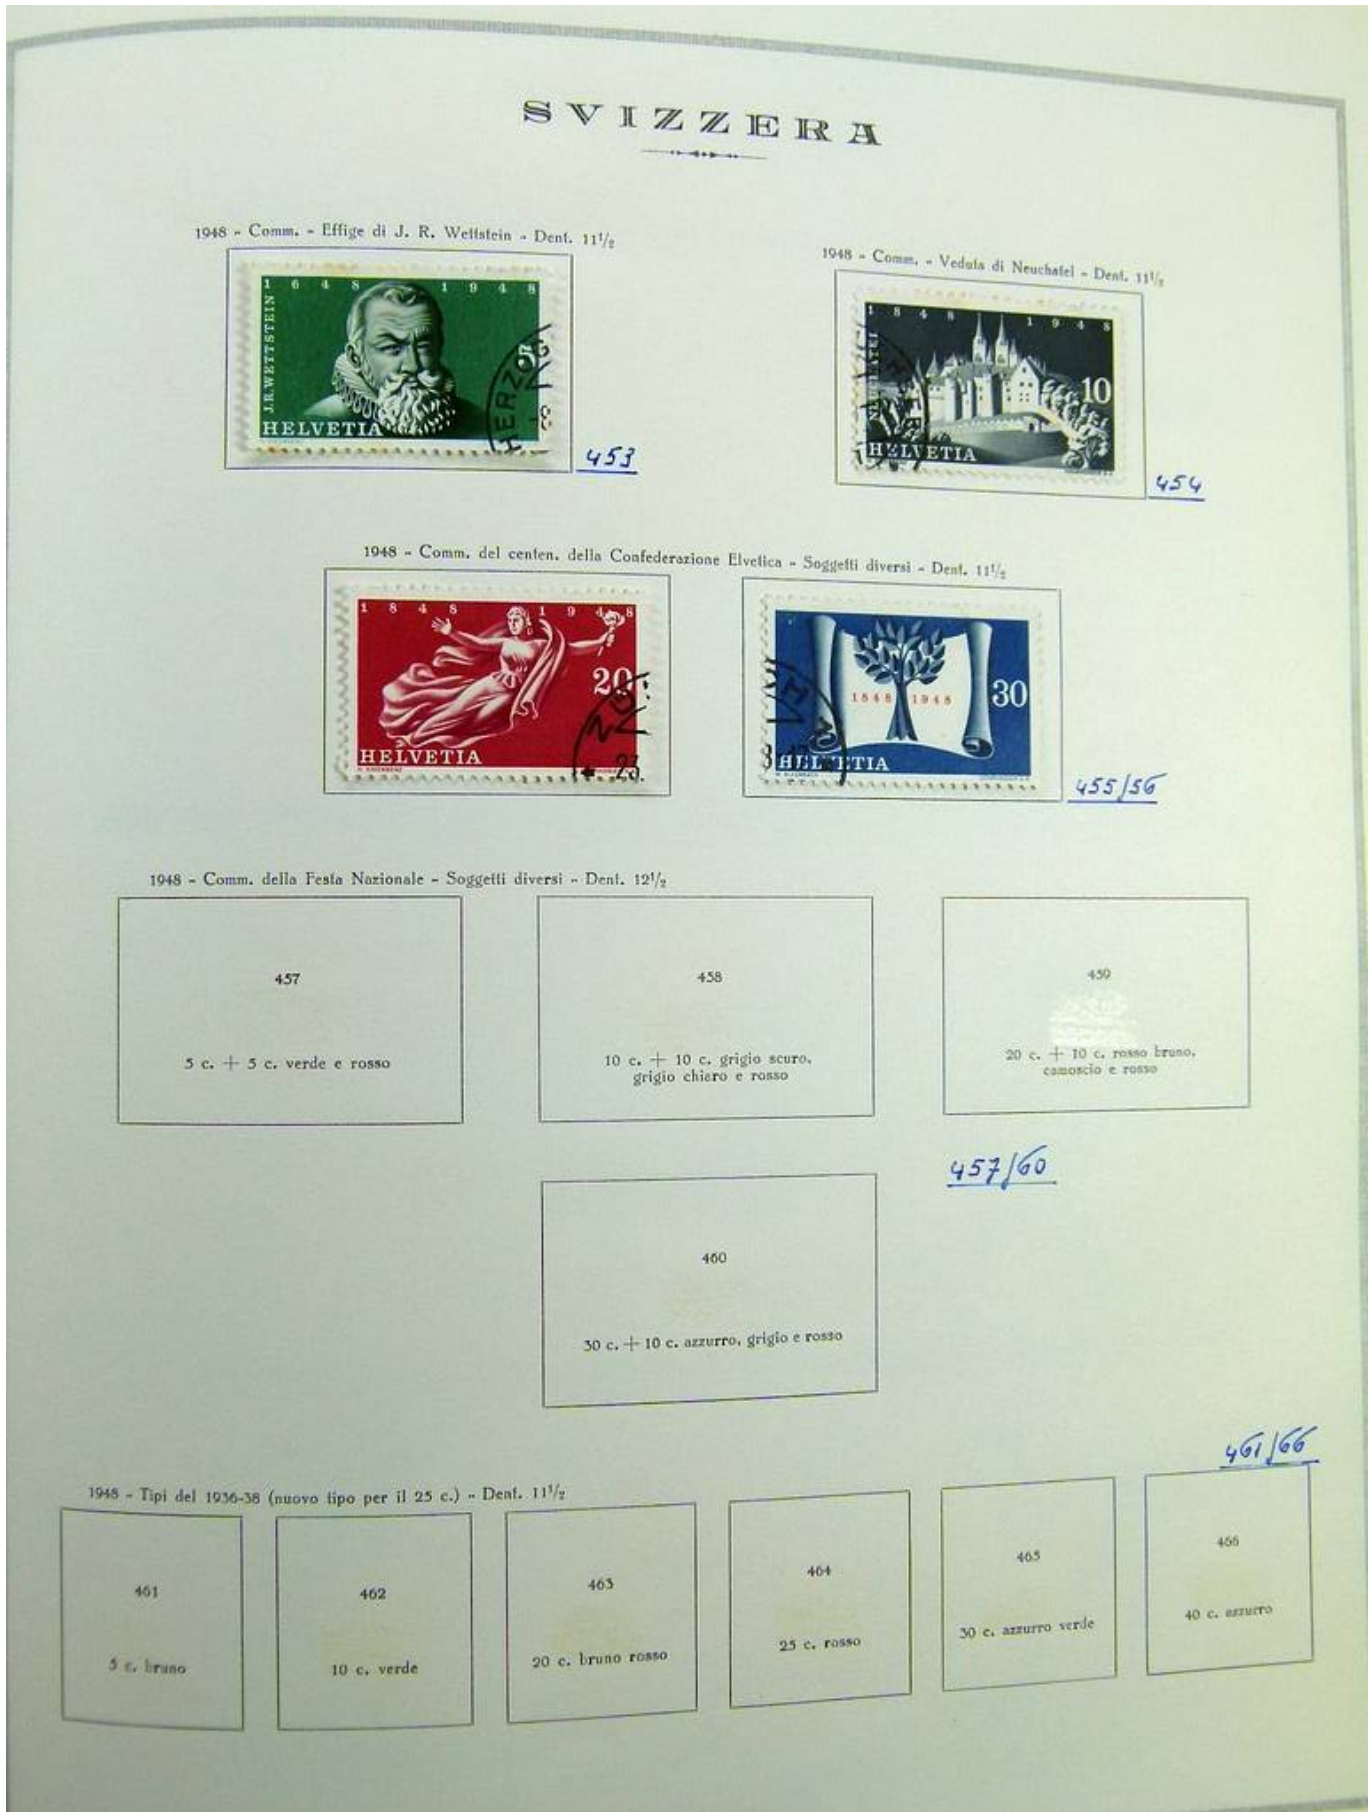 SVIZZERA
1948 - Comm. - Effige di J. R. Wettstein - Dent. 11½
1948 - Comm. - Veduta di Neuchatel - Dent. 11½
1648 1948
J.R.WETTSTEIN
5
HERZOG
-8
HELVETIA
453
1848 1948
10
HELVETIA
454
1948 - Comm. del centen. della Confederazione Elvetica - Soggetti diversi - Dent. 11½
1848 1948
20
23.
HELVETIA
1848 1948
30
HELVETIA
455/56
1948 - Comm. della Festa Nazionale - Soggetti diversi - Dent. 12½
457
5 c. + 5 c. verde e rosso
458
10 c. + 10 c. grigio scuro,
grigio chiaro e rosso
459
20 c. + 10 c. rosso bruno,
camoscio e rosso
457/60
460
30 c. + 10 c. azzurro, grigio e rosso
461/66
1948 - Tipi del 1936-38 (nuovo tipo per il 25 c.) - Dent. 11½
461
5 c. bruno
462
10 c. verde
463
20 c. bruno rosso
464
25 c. rosso
465
30 c. azzurro verde
466
40 c. azzurro